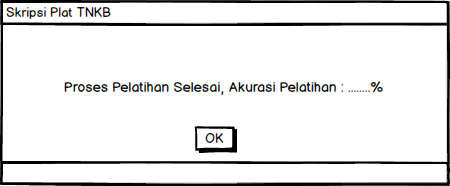 Skripsi Plat TNKB
Proses Pelatihan Selesai, Akurasi Pelatihan : ........%
OK